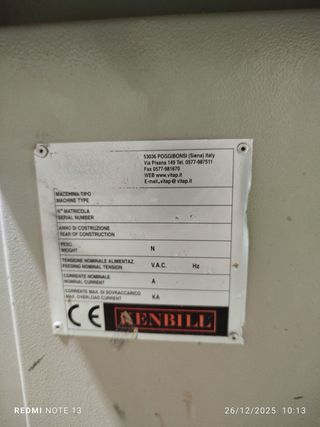 53036 POGGIBONSI (Siena) Italy
Via Pisana 149 Tel. 0577-987511
Fax 0577-981670
WEB www.vitap.it
E-mail.vitap@vitap.it
MACCHINA TIPO
MACHINE TYPE
N° MATRICOLA
SERIAL NUMBER
ANNO DI COSTRUZIONE
YEAR OF CONSTRUCTION
PESO
WEIGHT N
TENSIONE NOMINALE ALIMENTAZ.
FEEDING NOMINAL TENSION V.A.C. Hz
CORRENTE NOMINALE
NOMINAL CURRENT A
CORRENTE MAX. DI SOVRACCARICO
MAX. OVERLOAD CURRENT KA
CE KENBILL
REDMI NOTE 13
26/12/2025 10:13